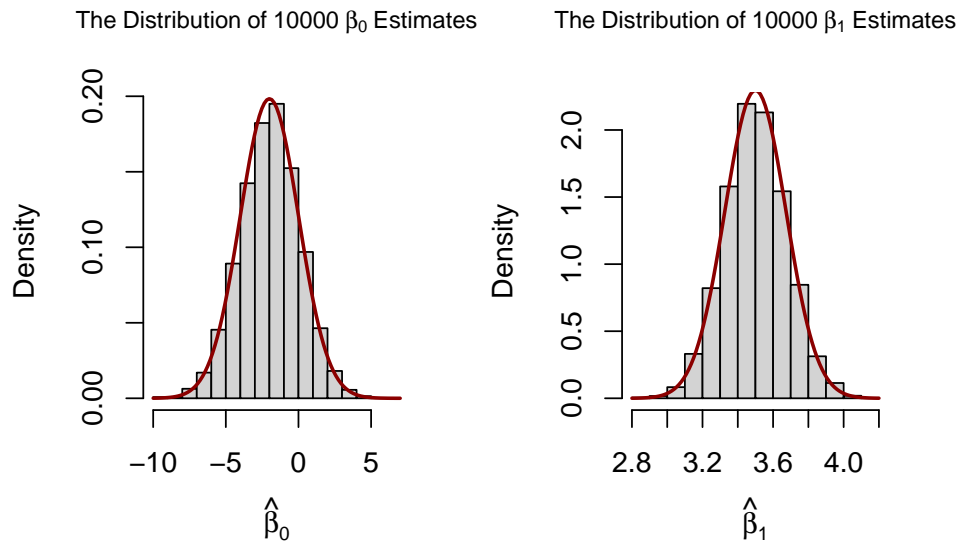 The Distribution of 10000 β₀ Estimates
0.20
0.10
0.00
Density
−10 −5 0 5
β̂₀
The Distribution of 10000 β₁ Estimates
2.0
1.5
1.0
0.5
0.0
Density
2.8 3.2 3.6 4.0
β̂₁